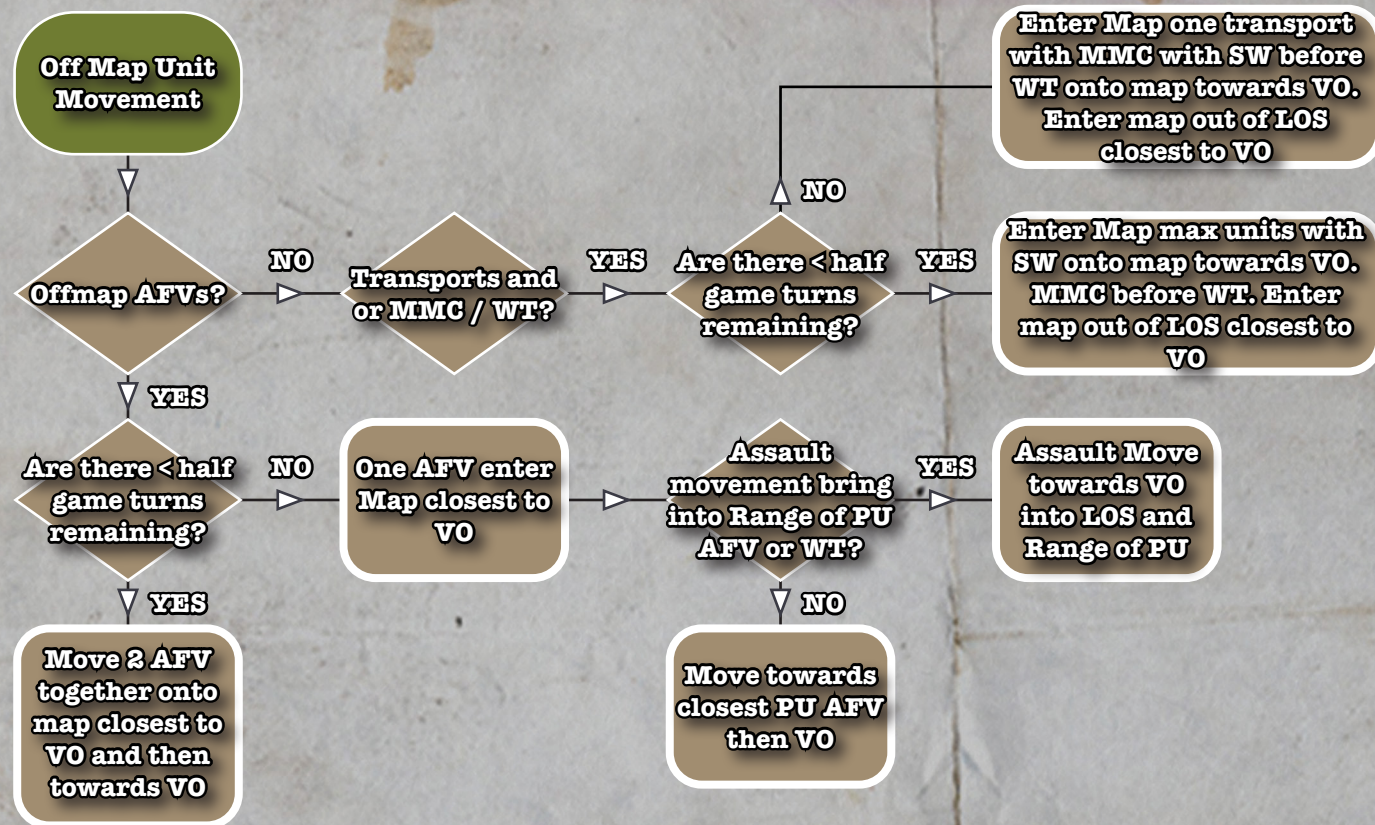 Off Map Unit
Movement
Enter Map one transport
with MMC with SW before
WT onto map towards VO.
Enter map out of LOS
closest to VO
NO
Offmap AFVs?
NO
Transports and
or MMC / WT?
YES
Are there < half
game turns
remaining?
YES
Enter Map max units with
SW onto map towards VO.
MMC before WT. Enter
map out of LOS closest to
VO
YES
Are there < half
game turns
remaining?
NO
One AFV enter
Map closest to
VO
Assault
movement bring
into Range of PU
AFV or WT?
YES
Assault Move
towards VO
into LOS and
Range of PU
YES
NO
Move 2 AFV
together onto
map closest to
VO and then
towards VO
Move towards
closest PU AFV
then VO